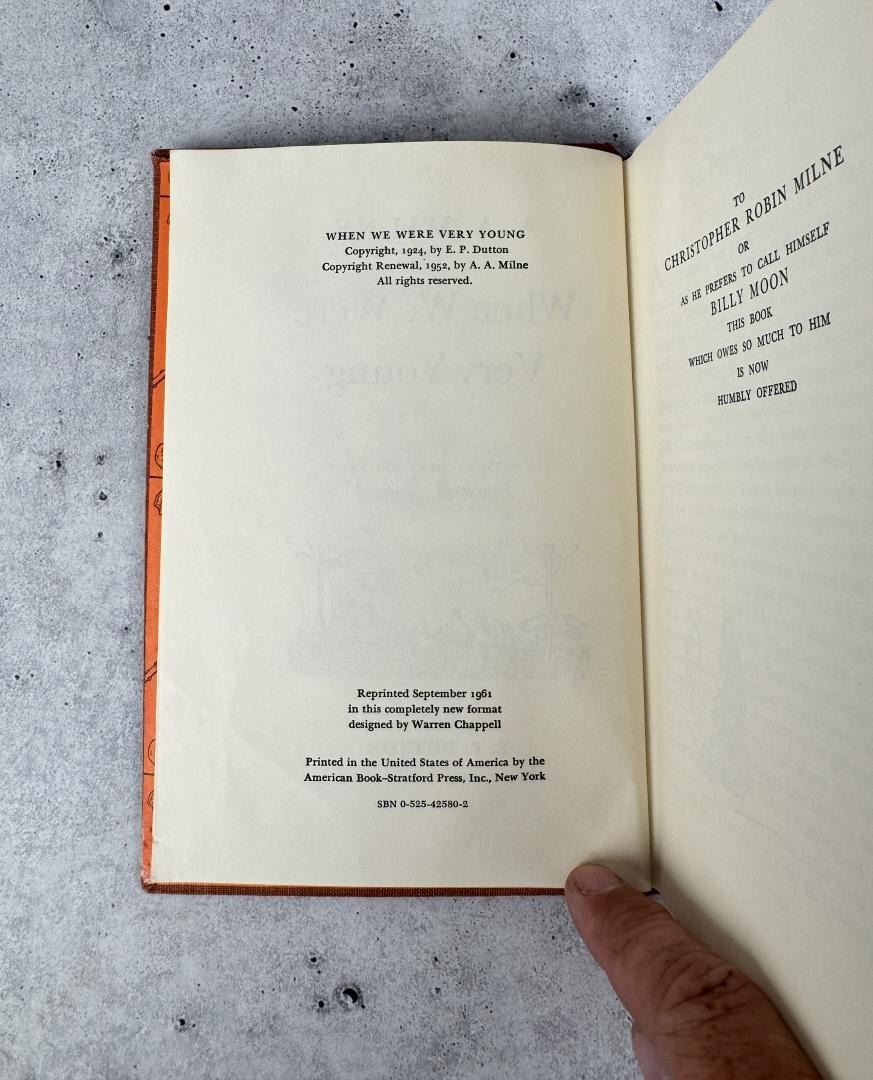 WHEN WE WERE VERY YOUNG
Copyright, 1924, by E. P. Dutton
Copyright Renewal, 1952, by A. A. Milne
All rights reserved.
Reprinted September 1961
in this completely new format
designed by Warren Chappell
Printed in the United States of America by the
American Book–Stratford Press, Inc., New York
SBN 0-525-42580-2
TO
CHRISTOPHER ROBIN MILNE
OR
AS HE PREFERS TO CALL HIMSELF
BILLY MOON
THIS BOOK
WHICH OWES SO MUCH TO HIM
IS NOW
HUMBLY OFFERED